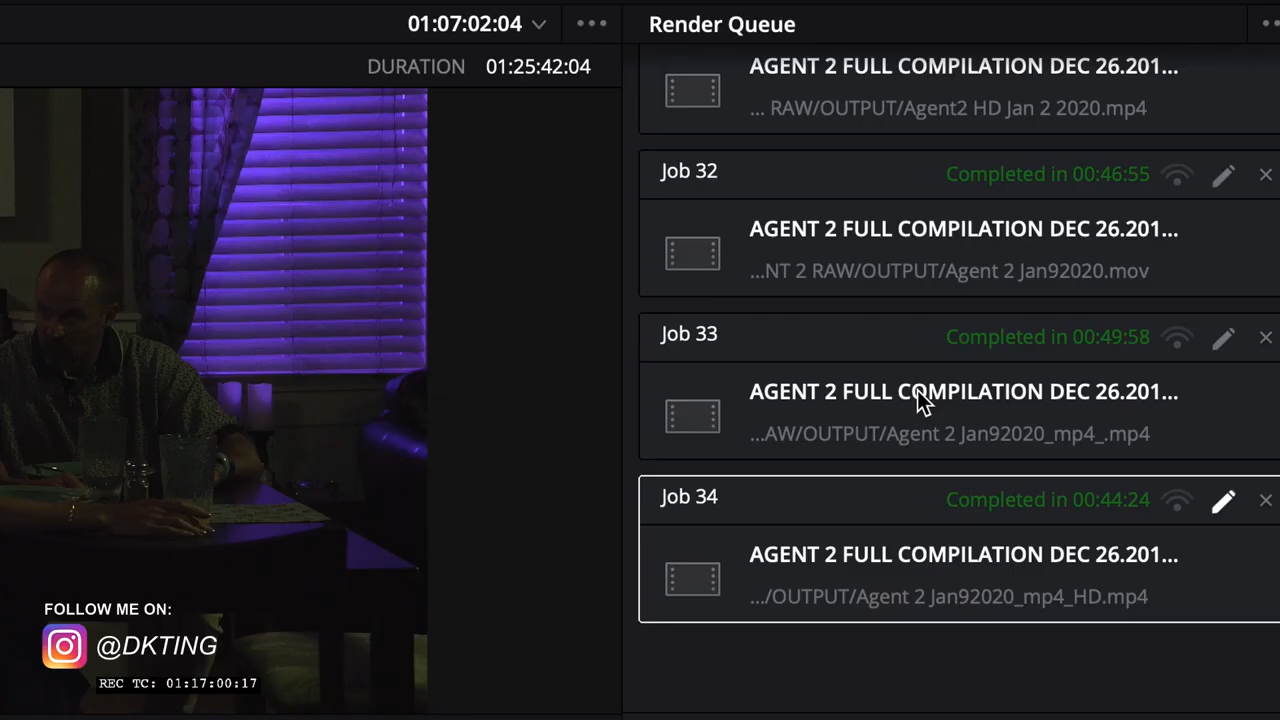 01:07:02:04
DURATION 01:25:42:04
FOLLOW ME ON:
@DKTING
REC TC: 01:17:00:17
Render Queue
AGENT 2 FULL COMPILATION DEC 26.201...
... RAW/OUTPUT/Agent2 HD Jan 2 2020.mp4
Job 32 Completed in 00:46:55
AGENT 2 FULL COMPILATION DEC 26.201...
...NT 2 RAW/OUTPUT/Agent 2 Jan92020.mov
Job 33 Completed in 00:49:58
AGENT 2 FULL COMPILATION DEC 26.201...
...AW/OUTPUT/Agent 2 Jan92020_mp4_.mp4
Job 34 Completed in 00:44:24
AGENT 2 FULL COMPILATION DEC 26.201...
.../OUTPUT/Agent 2 Jan92020_mp4_HD.mp4